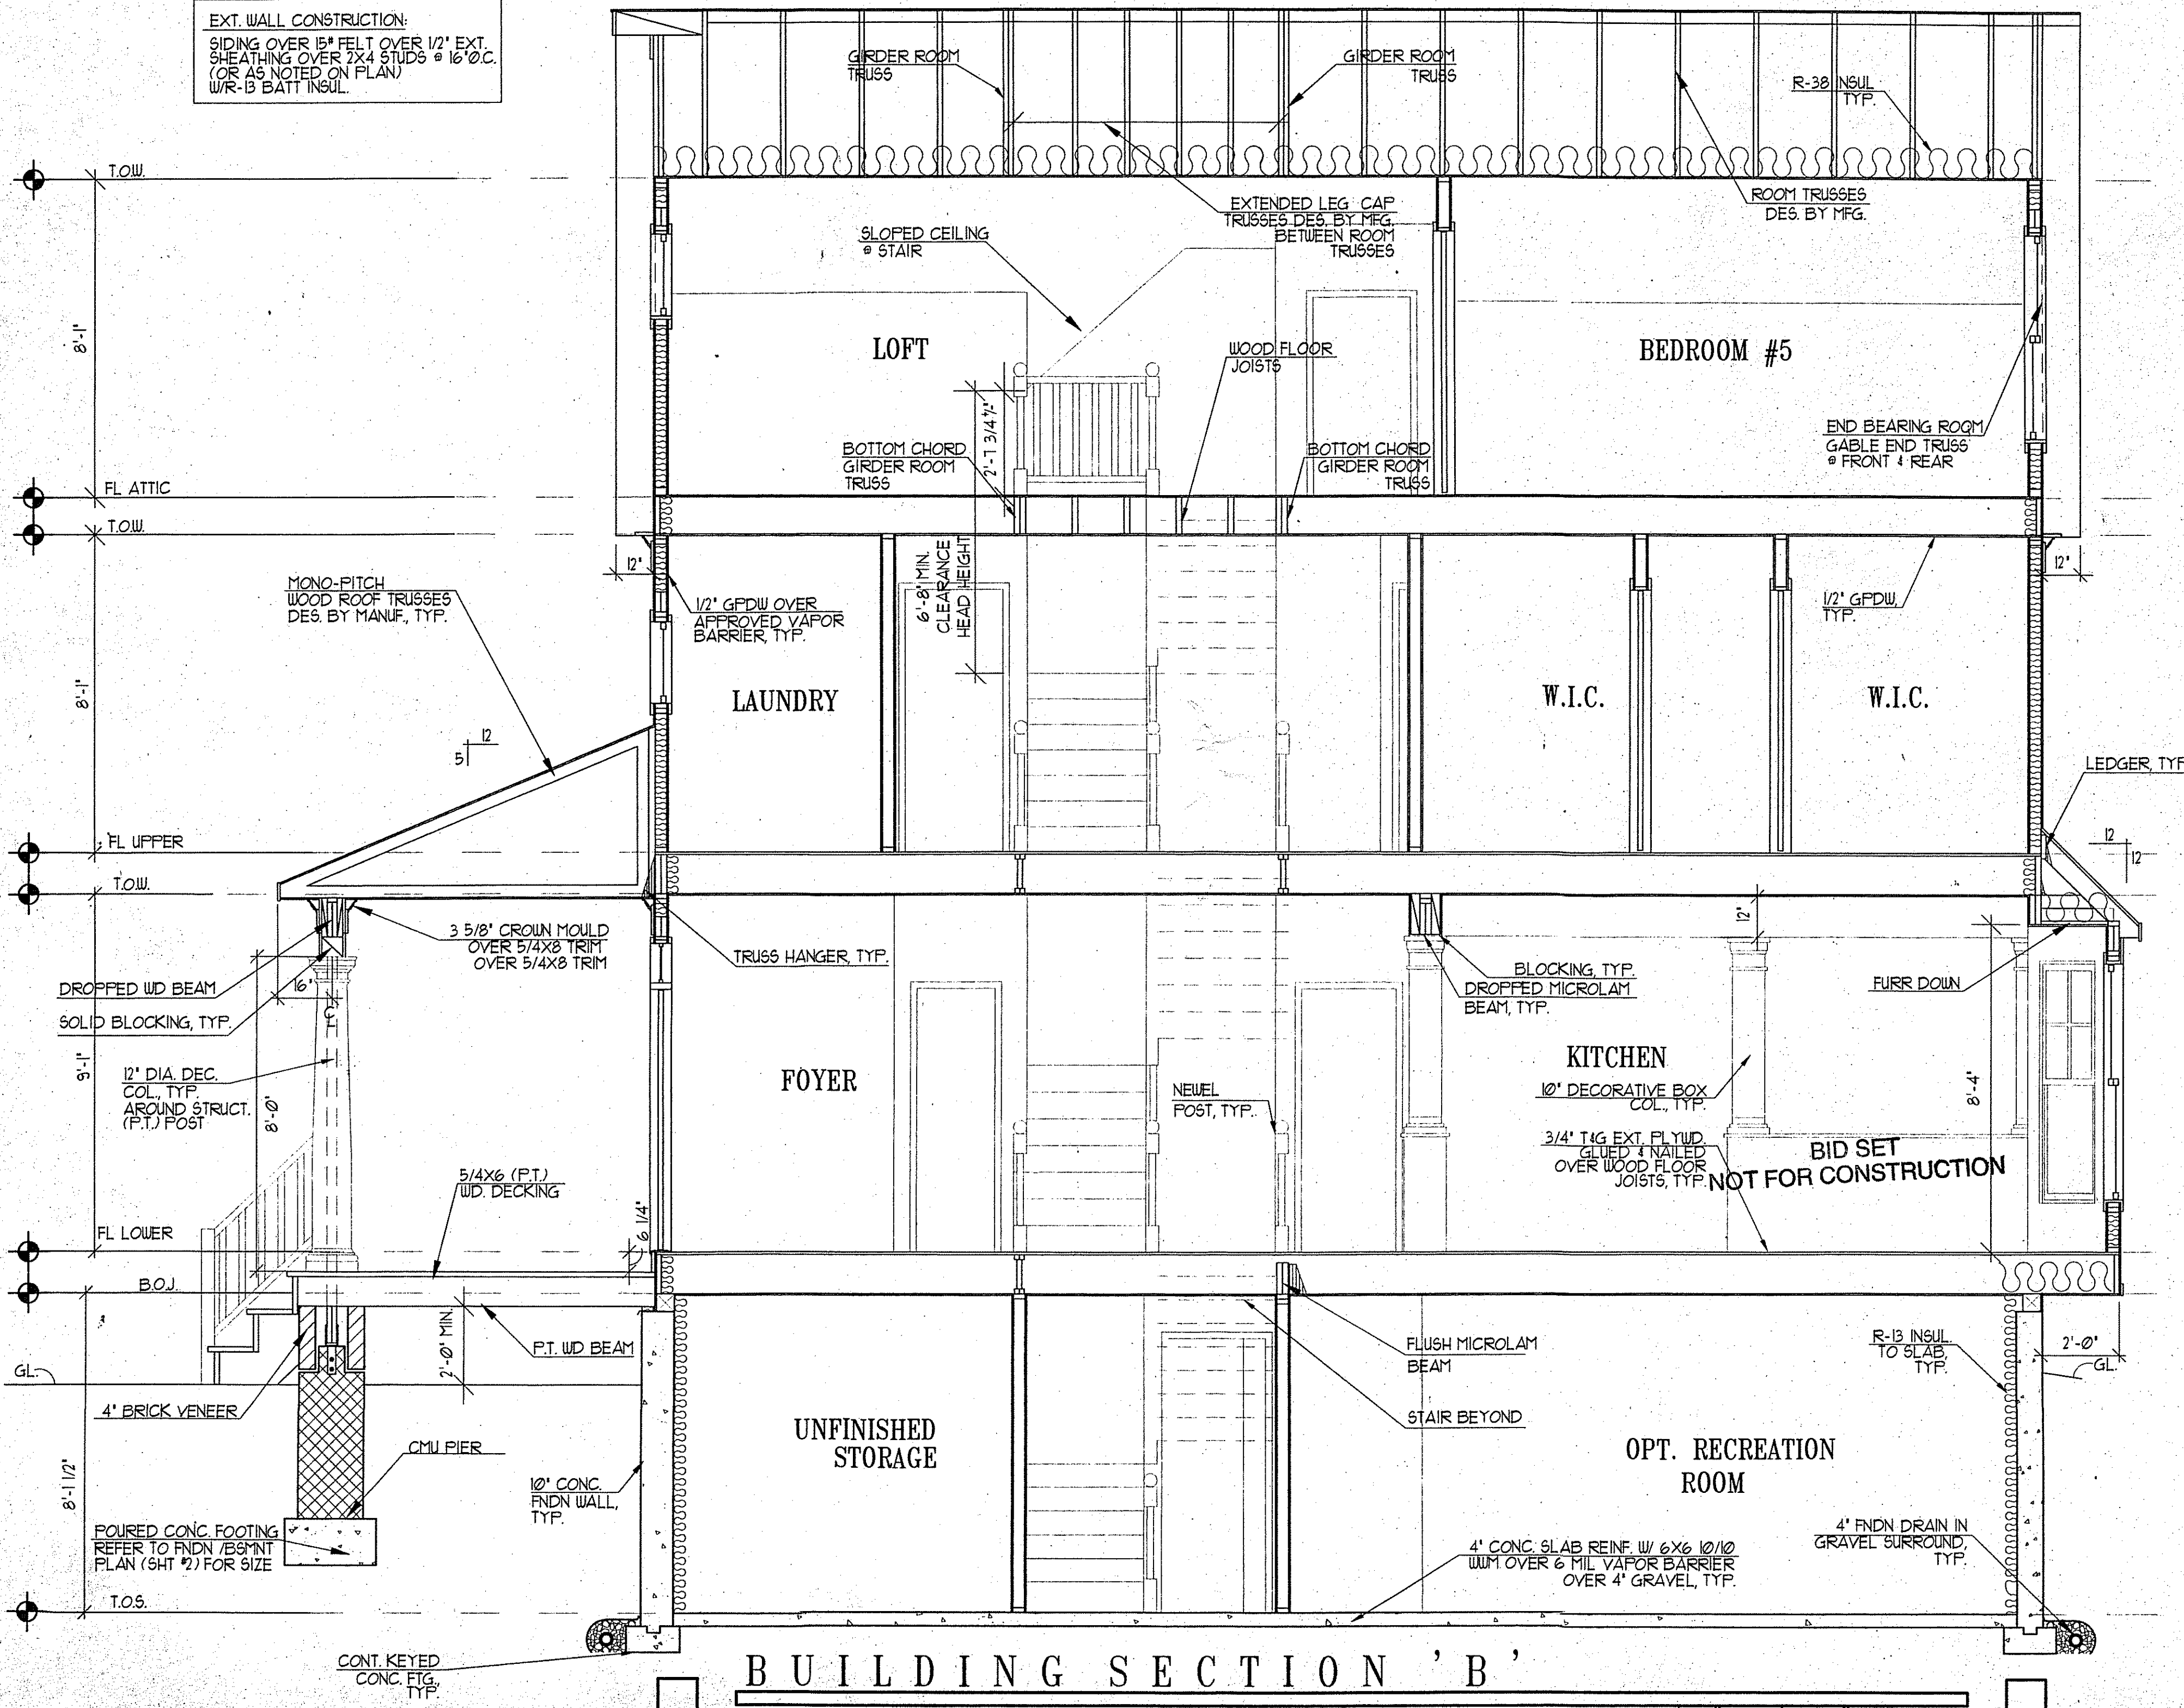 EXT. WALL CONSTRUCTION:
SIDING OVER 15# FELT OVER 1/2" EXT.
SHEATHING OVER 2X4 STUDS @ 16"O.C.
(OR AS NOTED ON PLAN)
W/R-13 BATT INSUL.
GIRDER ROOM
TRUSS
GIRDER ROOM
TRUSS
R-38 INSUL
TYP.
T.O.W.
EXTENDED LEG CAP
TRUSSES DES. BY MFG.
BETWEEN ROOM
TRUSSES
ROOM TRUSSES
DES. BY MFG.
SLOPED CEILING
@ STAIR
8'-1"
LOFT
WOOD FLOOR
JOISTS
BEDROOM #5
2'-7 3/4"+/-
BOTTOM CHORD
GIRDER ROOM
TRUSS
BOTTOM CHORD
GIRDER ROOM
TRUSS
END BEARING ROOM
GABLE END TRUSS
@ FRONT & REAR
FL ATTIC
T.O.W.
12"
12"
MONO-PITCH
WOOD ROOF TRUSSES
DES. BY MANUF., TYP.
1/2" GPDW OVER
APPROVED VAPOR
BARRIER, TYP.
6'-8" MIN.
CLEARANCE
HEAD HEIGHT
1/2" GPDW,
TYP.
8'-1"
LAUNDRY
W.I.C.
W.I.C.
12
5
LEDGER, TYP
12
12
FL UPPER
T.O.W.
3 5/8" CROWN MOULD
OVER 5/4X8 TRIM
OVER 5/4X8 TRIM
TRUSS HANGER, TYP.
12"
BLOCKING, TYP.
DROPPED MICROLAM
BEAM, TYP.
FURR DOWN
DROPPED WD BEAM
16"
SOLID BLOCKING, TYP.
9'-1"
12" DIA. DEC.
COL., TYP.
AROUND STRUCT.
(P.T.) POST
8'-0"
FOYER
NEWEL
POST, TYP.
KITCHEN
10" DECORATIVE BOX
COL., TYP.
8'-4"
3/4" T&G EXT. PLYWD.
GLUED & NAILED
OVER WOOD FLOOR
JOISTS, TYP.
BID SET
NOT FOR CONSTRUCTION
5/4X6 (P.T.)
WD. DECKING
6 1/4"
FL LOWER
B.O.J.
2'-0" MIN.
P.T. WD BEAM
FLUSH MICROLAM
BEAM
R-13 INSUL.
TO SLAB,
TYP.
2'-0"
GL.
GL.
4" BRICK VENEER
STAIR BEYOND
CMU PIER
UNFINISHED
STORAGE
OPT. RECREATION
ROOM
8'-1 1/2"
10" CONC.
FNDN WALL,
TYP.
POURED CONC. FOOTING
REFER TO FNDN /BSMNT
PLAN (SHT #2) FOR SIZE
4" CONC. SLAB REINF. W/ 6X6 10/10
WWM OVER 6 MIL VAPOR BARRIER
OVER 4" GRAVEL, TYP.
4" FNDN DRAIN IN
GRAVEL SURROUND,
TYP.
T.O.S.
CONT. KEYED
CONC. FTG.,
TYP.
BUILDING SECTION 'B'